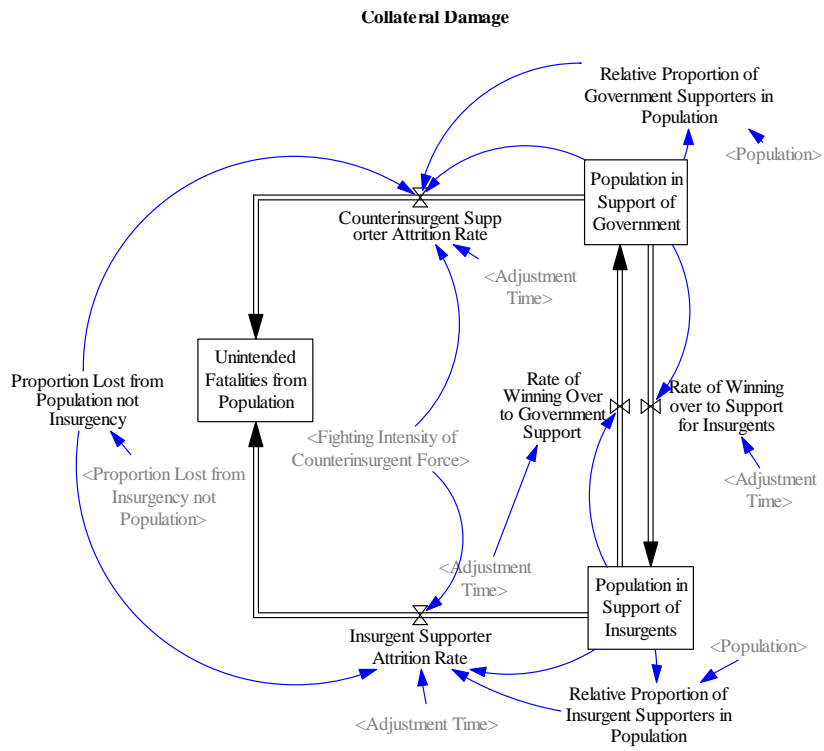 Collateral Damage
Relative Proportion of
Government Supporters in
Population
<Population>
Population in
Support of
Government
Counterinsurgent Supp
orter Attrition Rate
<Adjustment
Time>
Unintended
Fatalities from
Population
Proportion Lost from
Population not
Insurgency
Rate of
Winning Over
to Government
Support
Rate of Winning
over to Support
for Insurgents
<Fighting Intensity of
Counterinsurgent Force>
<Proportion Lost from
Insurgency not
Population>
<Adjustment
Time>
<Adjustment
Time>
Population in
Support of
Insurgents
Insurgent Supporter
Attrition Rate
<Population>
Relative Proportion of
Insurgent Supporters in
Population
<Adjustment Time>